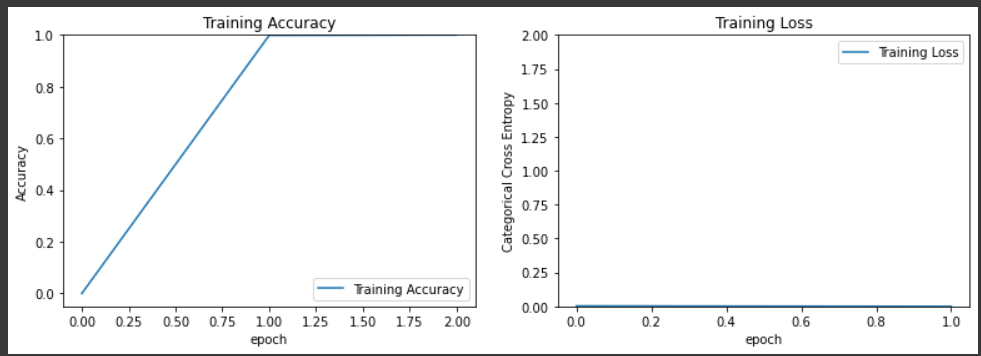 Training Accuracy
1.0
0.8
0.6
0.4
0.2
0.0
Accuracy
Training Accuracy
0.00 0.25 0.50 0.75 1.00 1.25 1.50 1.75 2.00
epoch
Training Loss
2.00
1.75
1.50
1.25
1.00
0.75
0.50
0.25
0.00
Categorical Cross Entropy
Training Loss
0.0 0.2 0.4 0.6 0.8 1.0
epoch